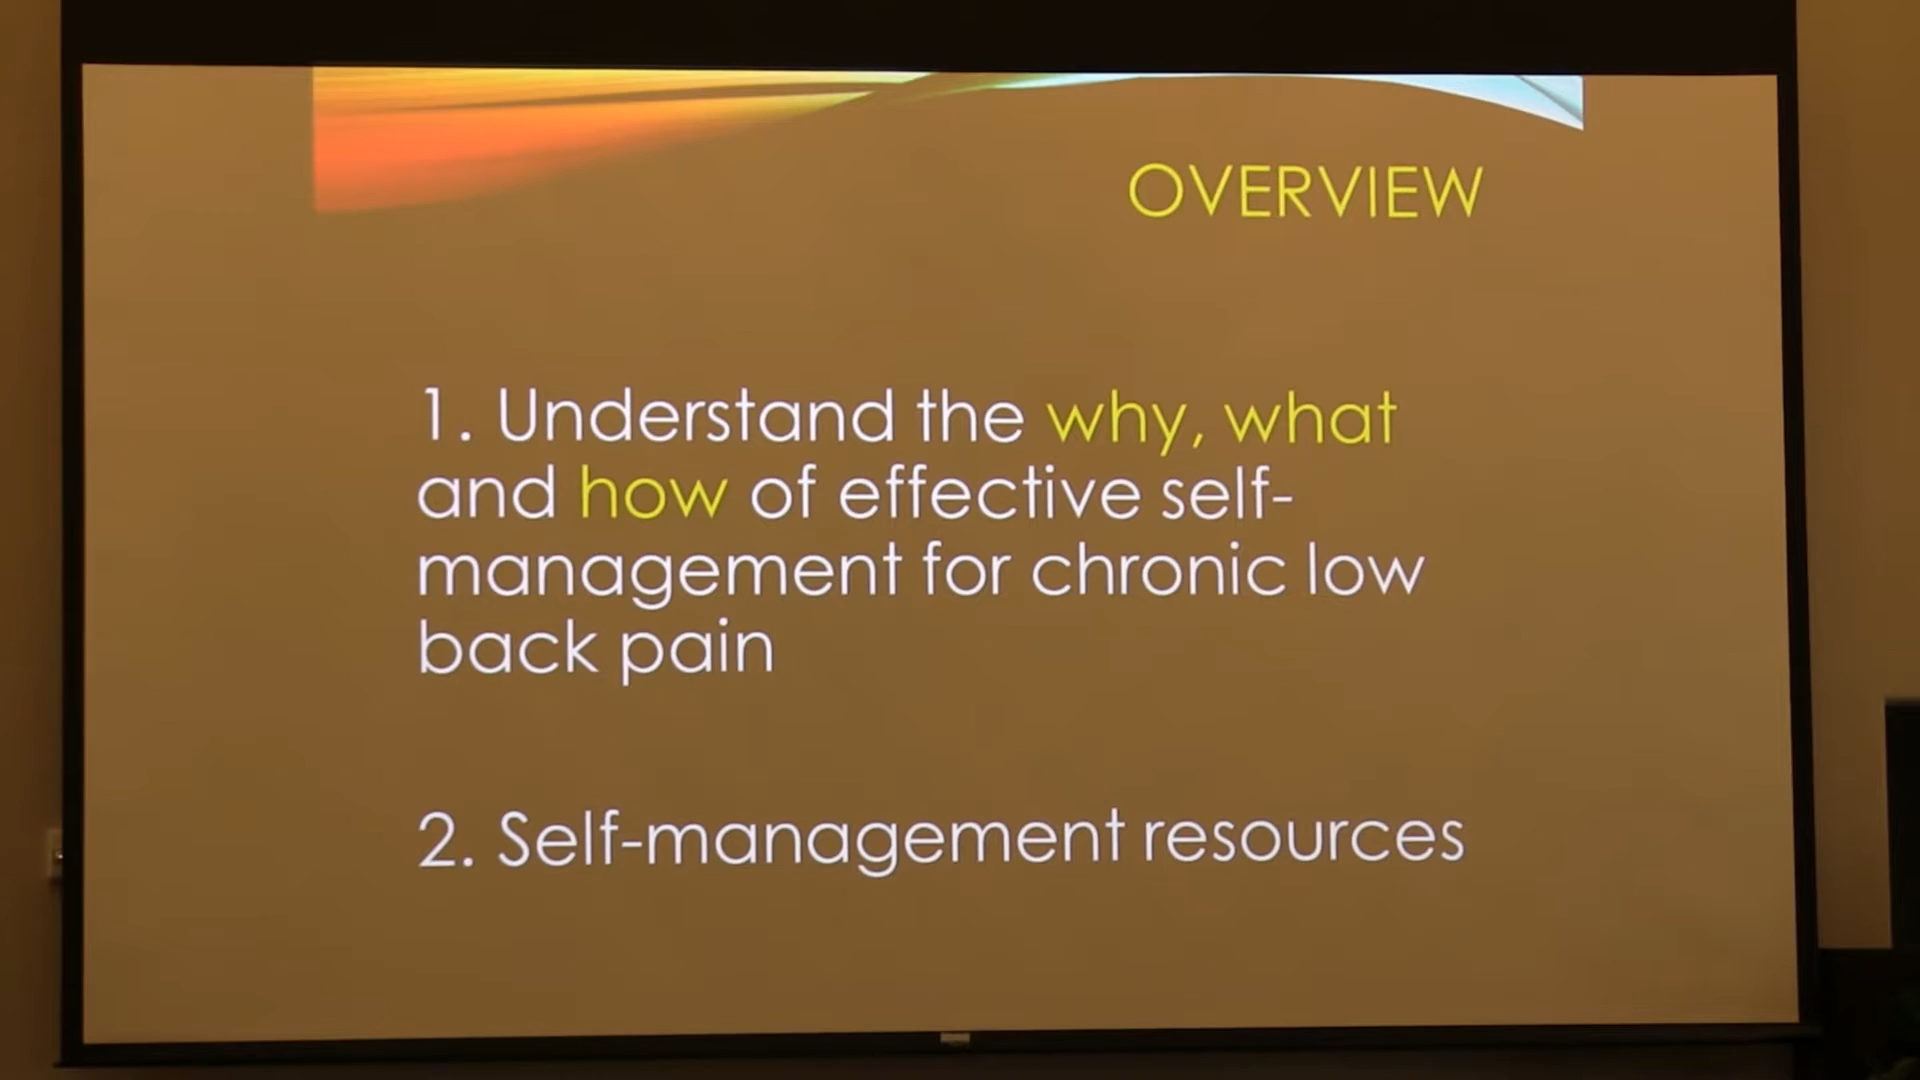 OVERVIEW
1. Understand the why, what
and how of effective self-
management for chronic low
back pain
2. Self-management resources